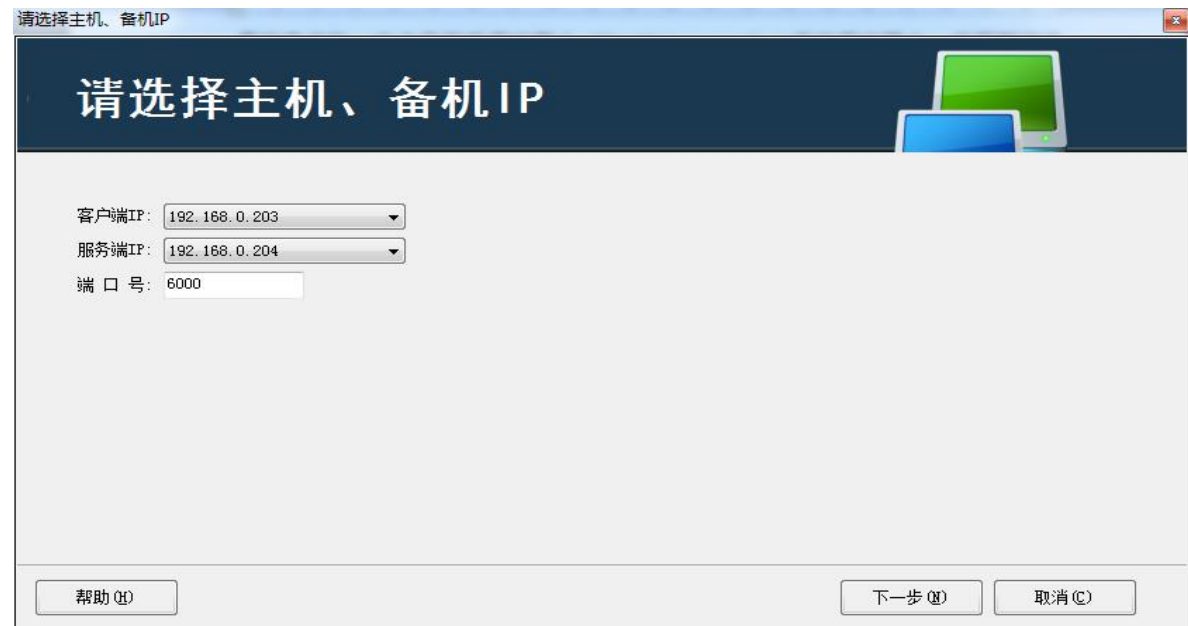 请选择主机、备机IP
请选择主机、备机IP
客户端IP: 192.168.0.203
服务端IP: 192.168.0.204
端 口 号: 6000
帮助(H) 下一步(N) 取消(C)